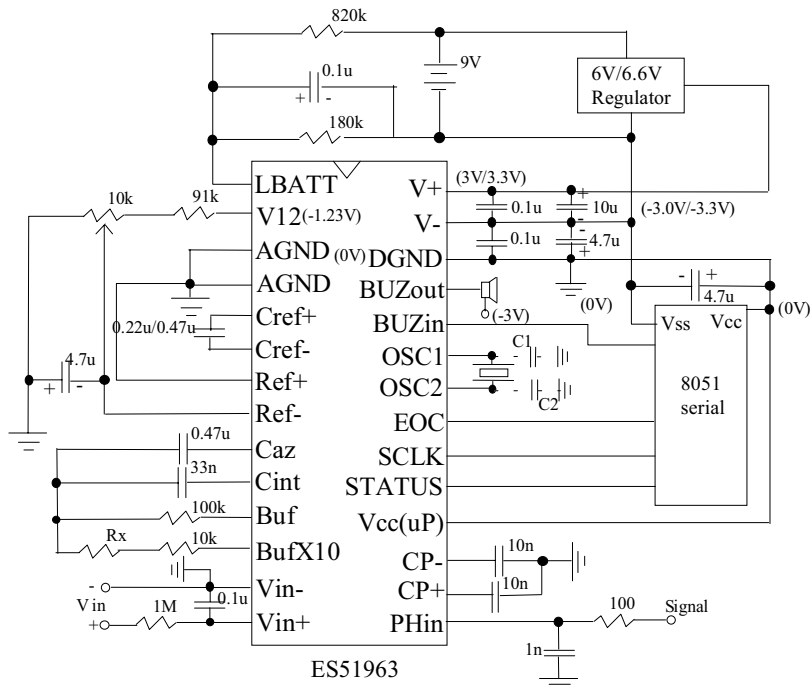 820k
0.1u
+ -
9V
6V/6.6V
Regulator
180k
LBATT
V+
(3V/3.3V)
10k
91k
V12(-1.23V)
0.1u
+
10u
-
V-
(-3.0V/-3.3V)
AGND (0V)
0.1u
-
4.7u
+
DGND
AGND
BUZout
(0V)
- +
4.7u
(0V)
Cref+
0.22u/0.47u
BUZin
(-3V)
Vss Vcc
Cref-
OSC1
C1
4.7u
+ -
Ref+
OSC2
C2
8051
serial
Ref-
EOC
0.47u
Caz
SCLK
33n
Cint
STATUS
100k
Buf
Vcc(uP)
Rx
10k
BufX10
CP-
10n
-
Vin-
CP+
10n
Vin
0.1u
+
1M
Vin+
PHin
100
Signal
1n
ES51963